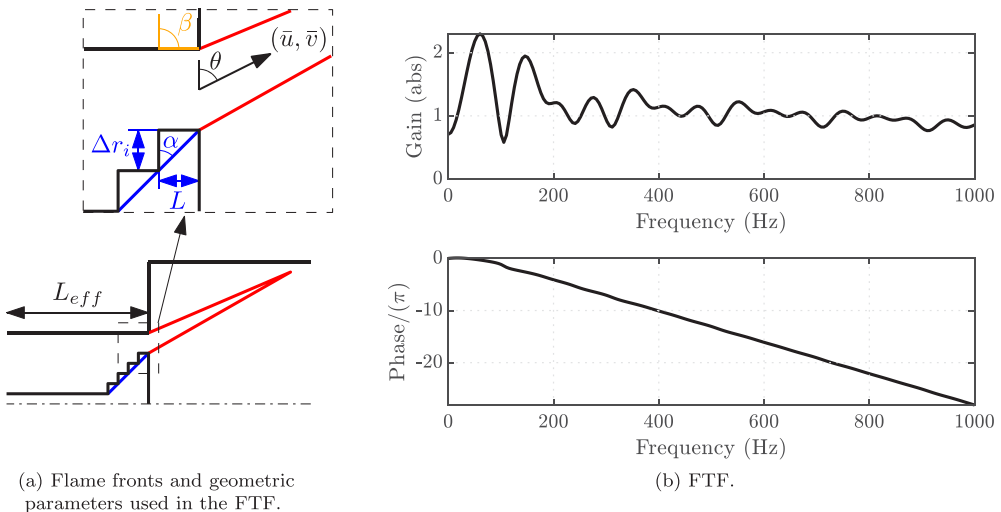 β
θ
(ū, v̄)
Δrᵢ
α
L
L_eff
Gain (abs)
2
1
0
0
200
400
600
800
1000
Frequency (Hz)
Phase/(π)
0
-10
-20
0
200
400
600
800
1000
Frequency (Hz)
(a) Flame fronts and geometric
parameters used in the FTF.
(b) FTF.